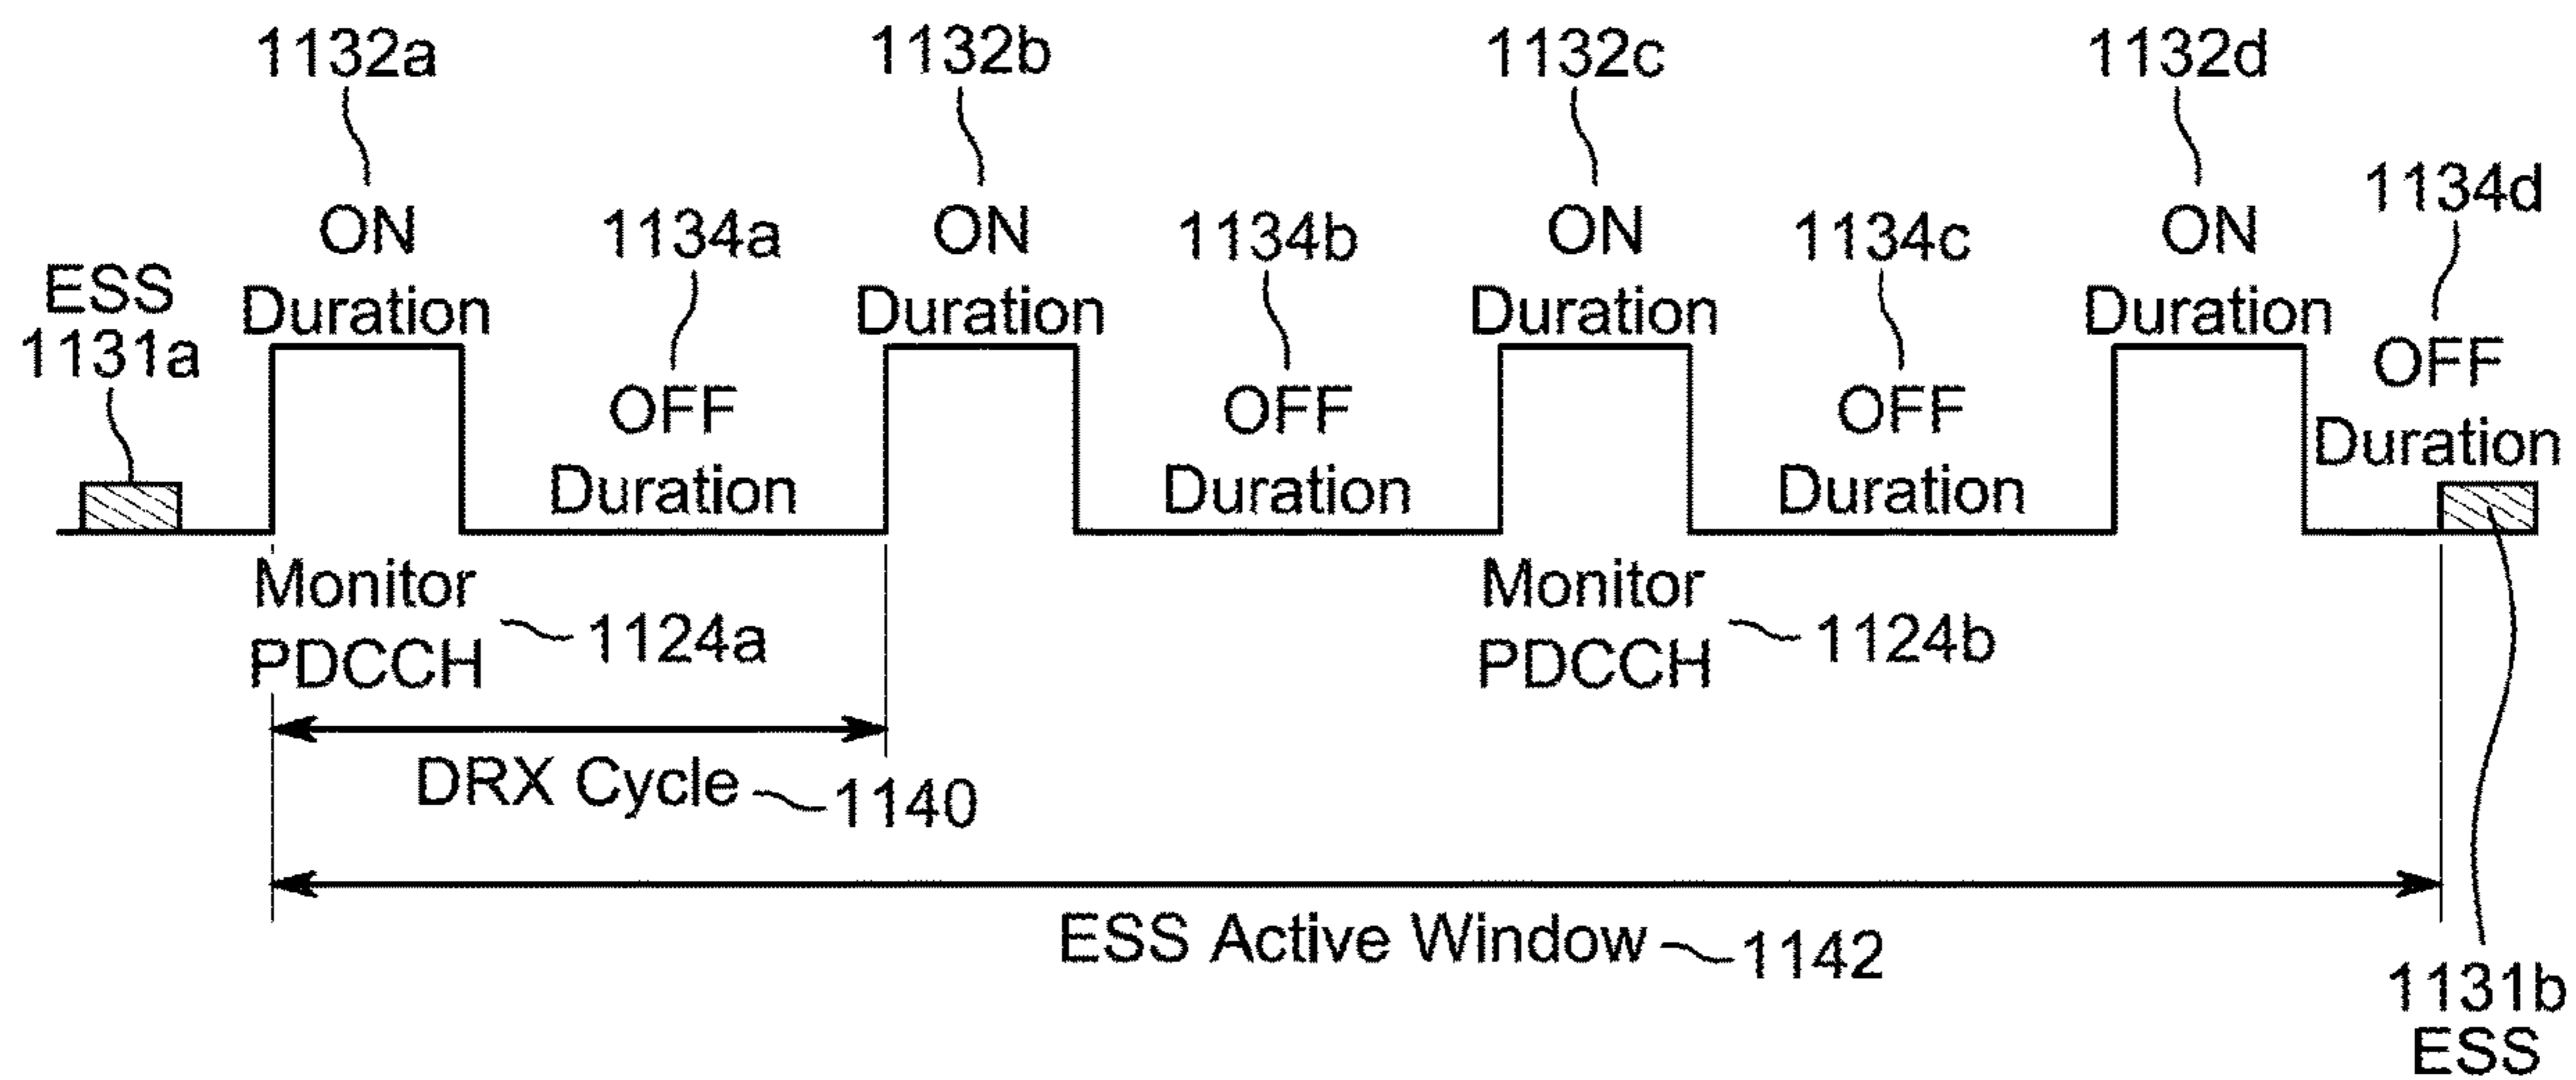 1132a
1132b
1132c
1132d
ON
Duration
ON
Duration
ON
Duration
ON
Duration
1134a
1134b
1134c
1134d
ESS
1131a
OFF
Duration
OFF
Duration
OFF
Duration
OFF
Duration
Monitor
PDCCH
1124a
Monitor
PDCCH
1124b
DRX Cycle
1140
ESS Active Window
1142
1131b
ESS